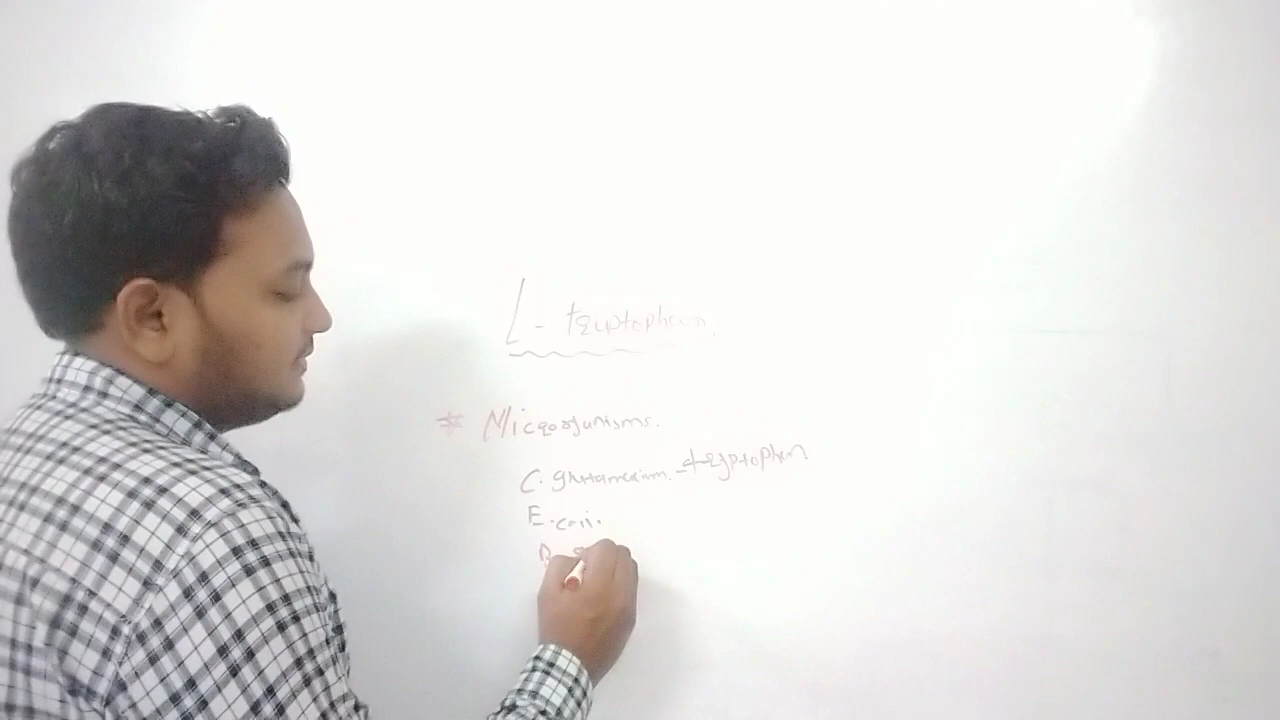 L - tryptophan.
# Microorganisms.
C. glutamicum. - tryptophan
E. coli.
B. S